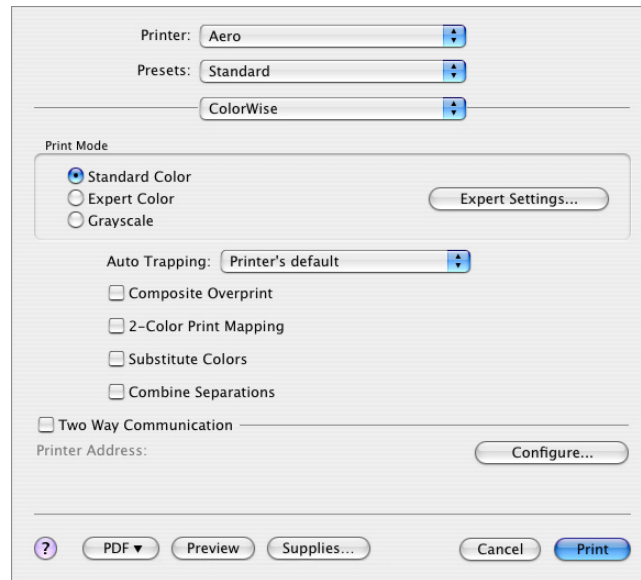 Printer: Aero
Presets: Standard
ColorWise
Print Mode
Standard Color
Expert Color
Expert Settings...
Grayscale
Auto Trapping: Printer's default
Composite Overprint
2-Color Print Mapping
Substitute Colors
Combine Separations
Two Way Communication
Printer Address:
Configure...
? PDF ▼ Preview Supplies... Cancel Print